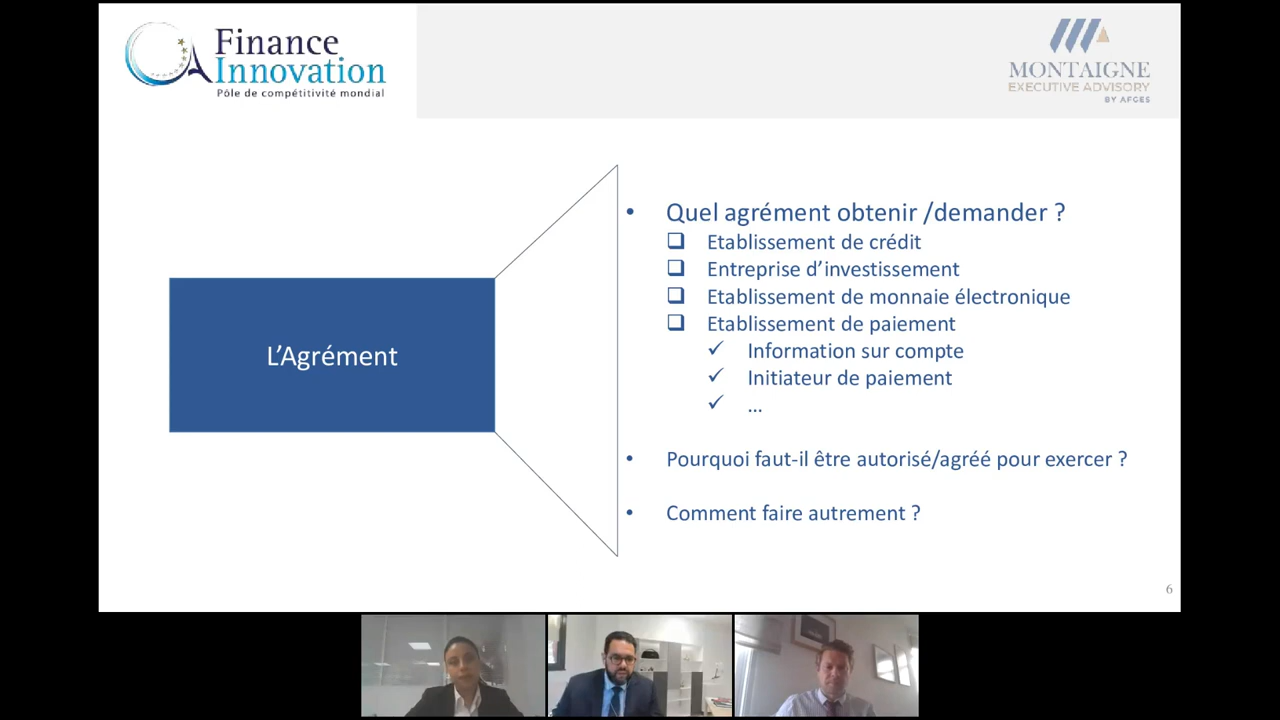 Finance
Innovation
Pôle de compétitivité mondial
MONTAIGNE
EXECUTIVE ADVISORY
BY AFGES
L’Agrément
• Quel agrément obtenir /demander ?
❑ Etablissement de crédit
❑ Entreprise d’investissement
❑ Etablissement de monnaie électronique
❑ Etablissement de paiement
✓ Information sur compte
✓ Initiateur de paiement
✓ …
• Pourquoi faut-il être autorisé/agréé pour exercer ?
• Comment faire autrement ?
6